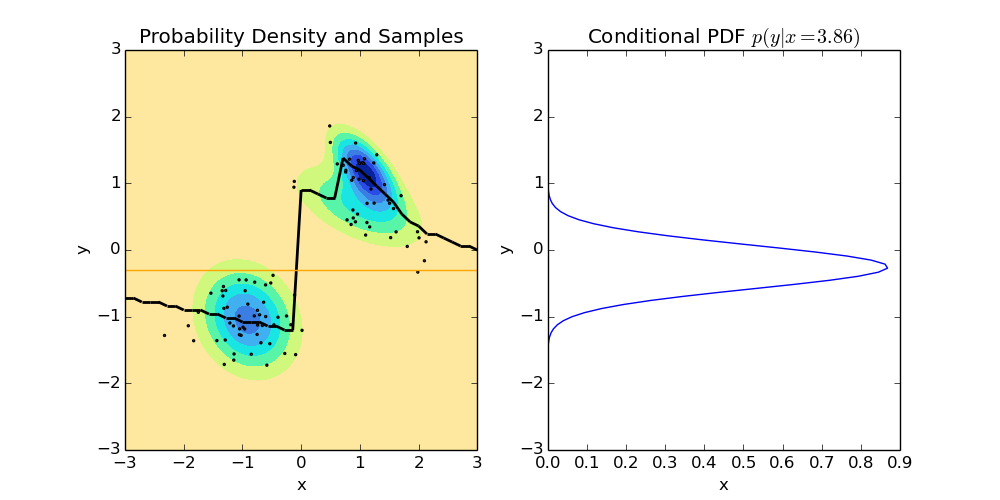 Probability Density and Samples
3
2
1
0
−1
−2
−3
y
−3 −2 −1 0 1 2 3
x
Conditional PDF p(y|x=3.86)
3
2
1
0
−1
−2
−3
y
0.0 0.1 0.2 0.3 0.4 0.5 0.6 0.7 0.8 0.9
x